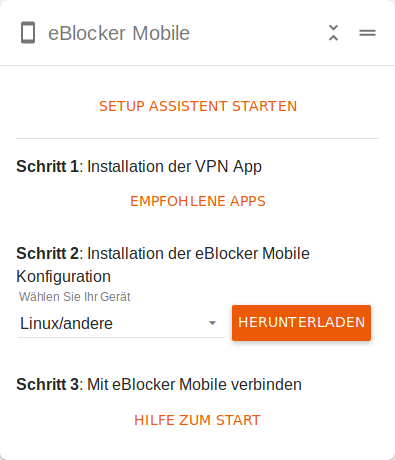 eBlocker Mobile
SETUP ASSISTENT STARTEN
Schritt 1: Installation der VPN App
EMPFOHLENE APPS
Schritt 2: Installation der eBlocker Mobile
Konfiguration
Wählen Sie Ihr Gerät
Linux/andere
HERUNTERLADEN
Schritt 3: Mit eBlocker Mobile verbinden
HILFE ZUM START